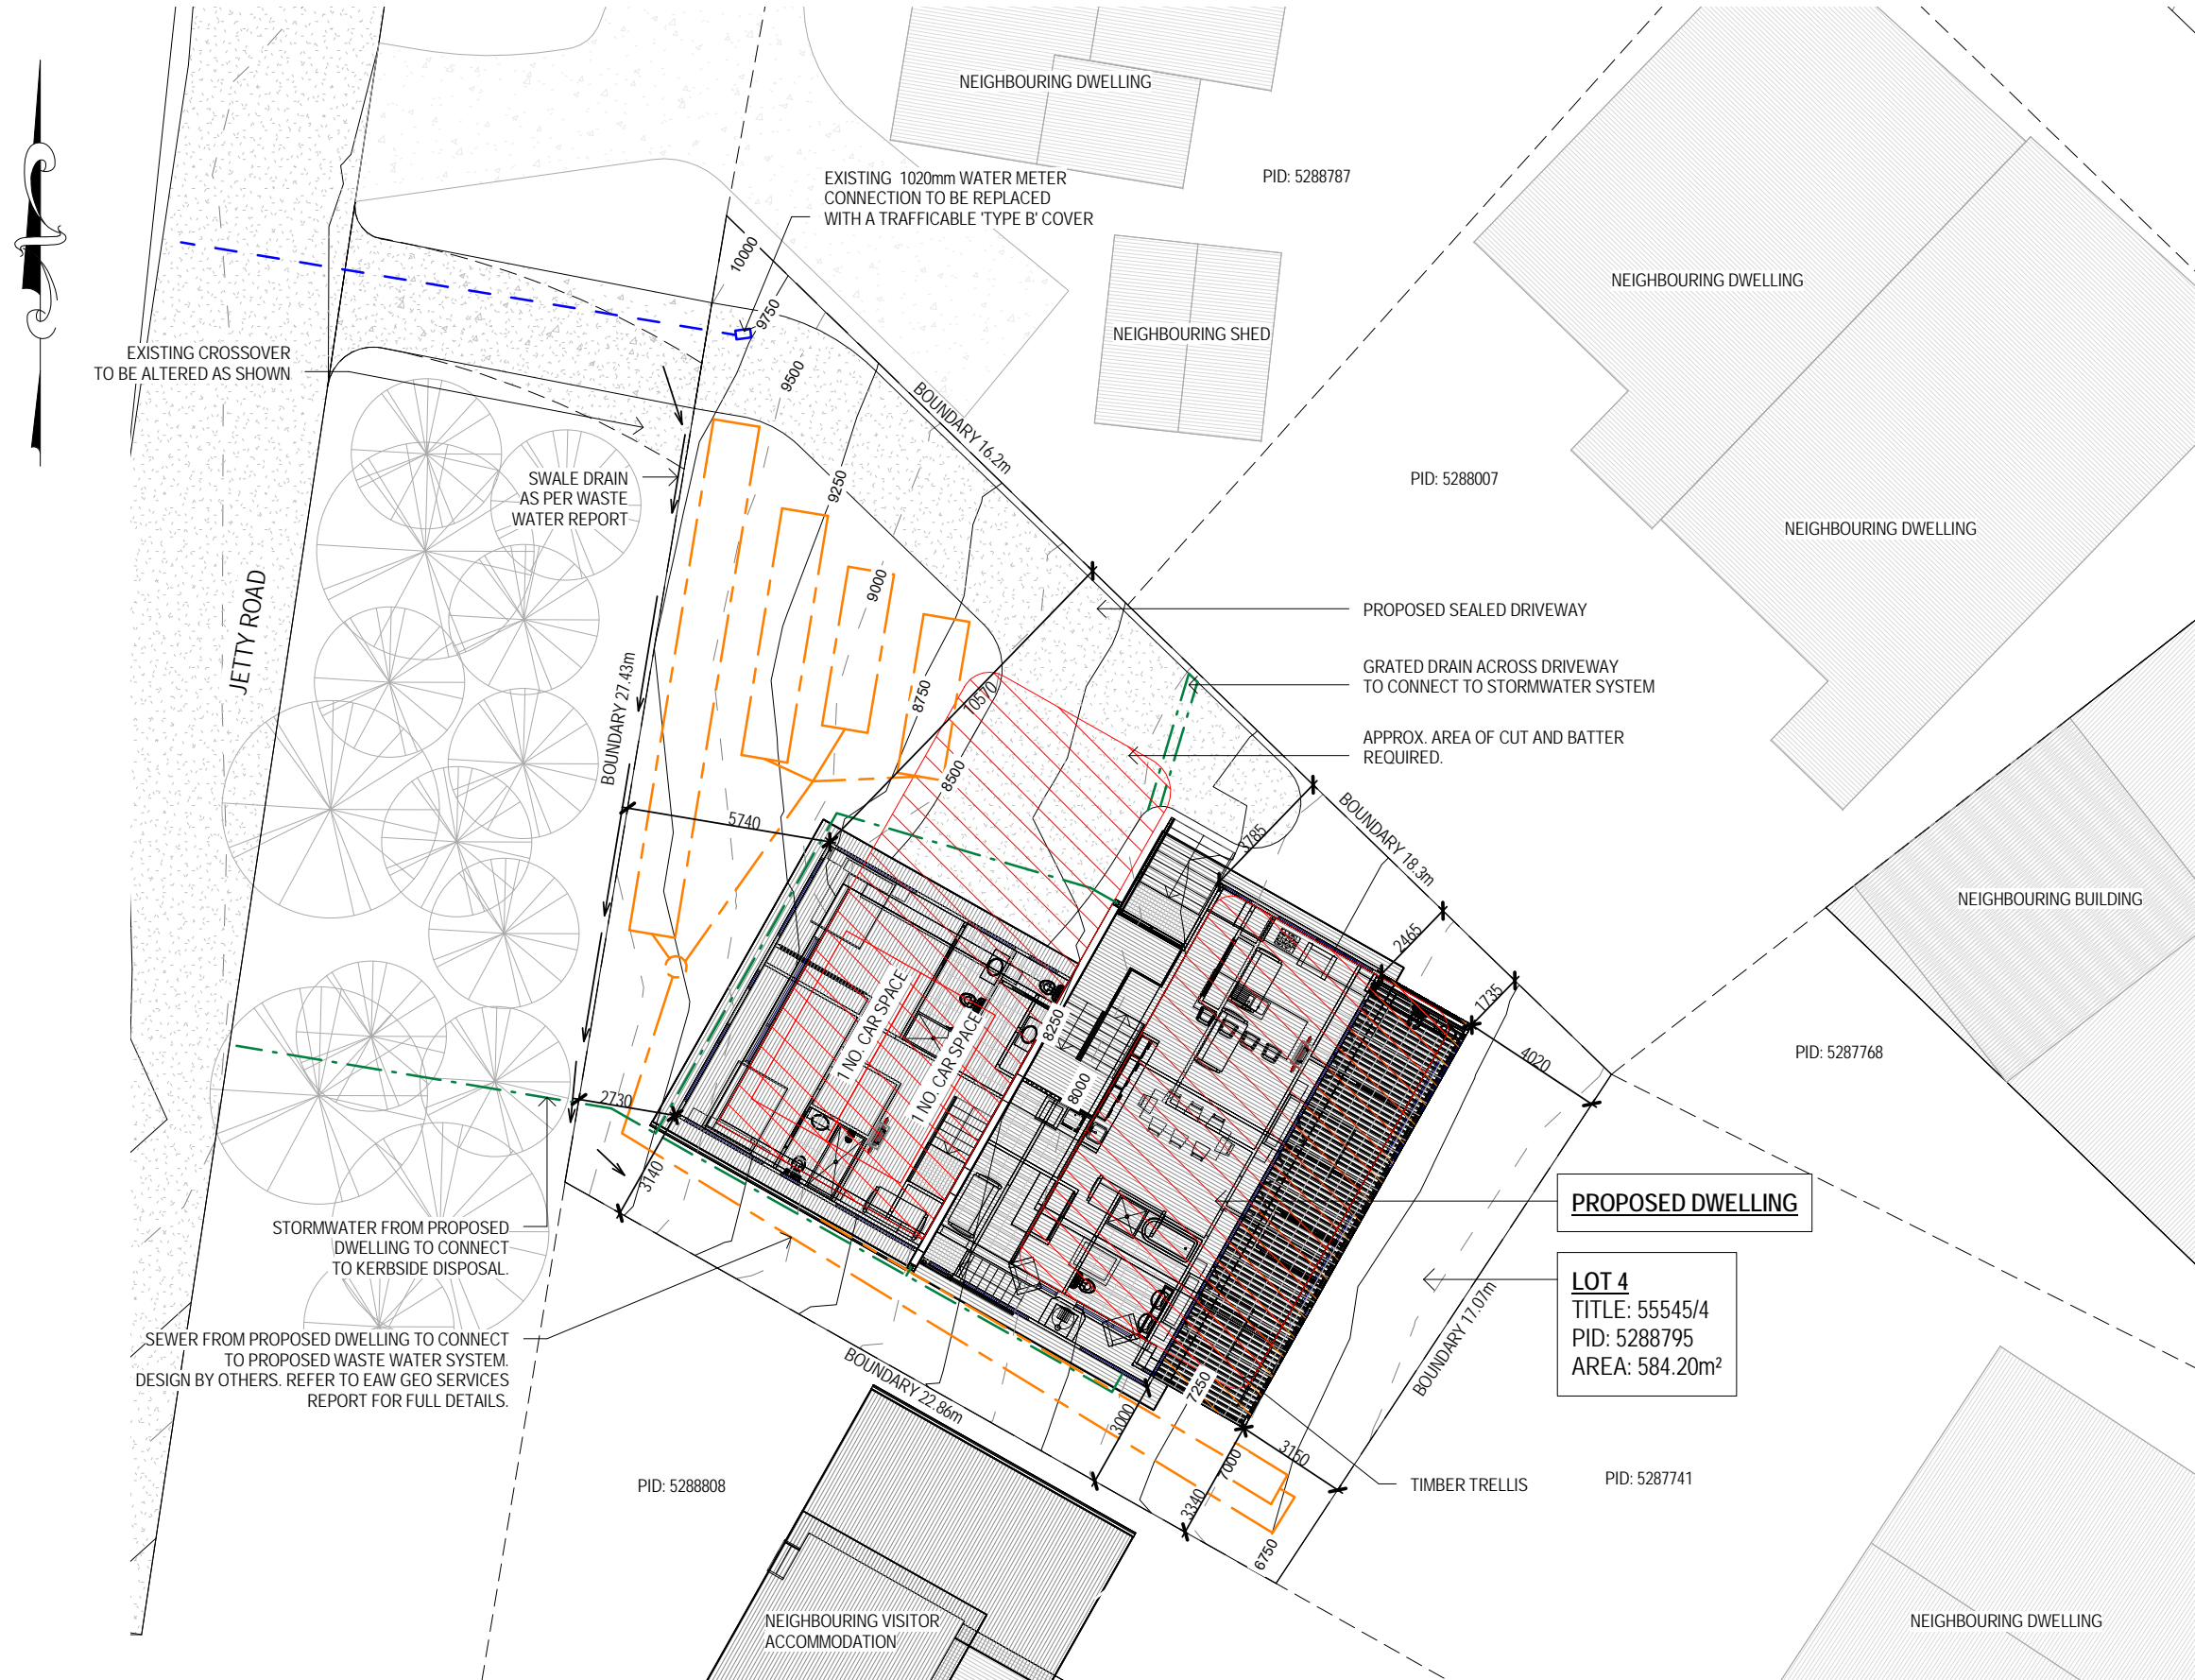 NEIGHBOURING DWELLING
EXISTING 1020mm WATER METER
CONNECTION TO BE REPLACED
WITH A TRAFFICABLE 'TYPE B' COVER
PID: 5288787
10000
9750
NEIGHBOURING DWELLING
NEIGHBOURING SHED
EXISTING CROSSOVER
TO BE ALTERED AS SHOWN
9500
BOUNDARY 16.2m
SWALE DRAIN
AS PER WASTE
WATER REPORT
9250
PID: 5288007
NEIGHBOURING DWELLING
9000
JETTY ROAD
PROPOSED SEALED DRIVEWAY
GRATED DRAIN ACROSS DRIVEWAY
TO CONNECT TO STORMWATER SYSTEM
BOUNDARY 27.43m
8750
10570
APPROX. AREA OF CUT AND BATTER
REQUIRED.
8500
5740
3785
BOUNDARY 18.3m
NEIGHBOURING BUILDING
2465
1735
1 NO. CAR SPACE
1 NO. CAR SPACE
8250
8000
4020
PID: 5287768
2730
3140
PROPOSED DWELLING
STORMWATER FROM PROPOSED
DWELLING TO CONNECT
TO KERBSIDE DISPOSAL.
LOT 4
TITLE: 55545/4
PID: 5288795
AREA: 584.20m²
SEWER FROM PROPOSED DWELLING TO CONNECT
TO PROPOSED WASTE WATER SYSTEM.
DESIGN BY OTHERS. REFER TO EAW GEO SERVICES
REPORT FOR FULL DETAILS.
BOUNDARY 22.86m
BOUNDARY 17.07m
7250
3000
3160
7000
3340
6750
PID: 5288808
TIMBER TRELLIS
PID: 5287741
NEIGHBOURING VISITOR
ACCOMMODATION
NEIGHBOURING DWELLING